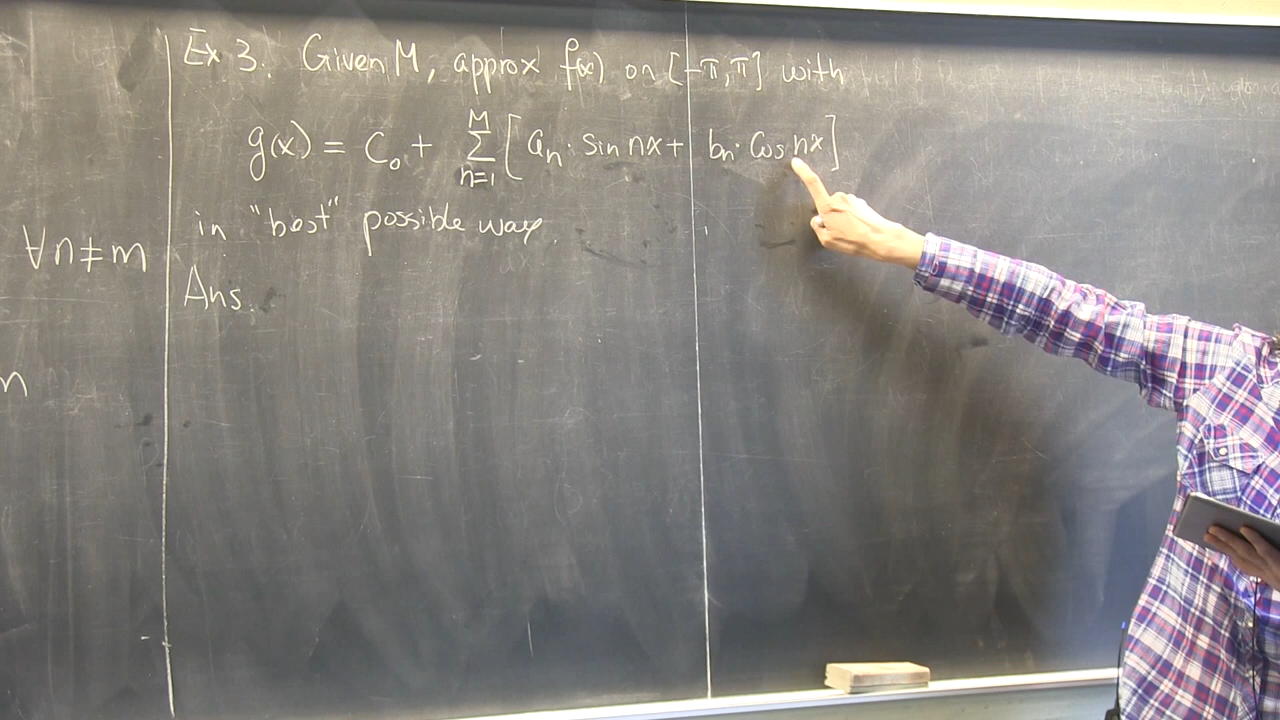 Ex 3. Given M, approx f(x) on [-π, π] with
g(x) = C₀ + M∑n=1 [ aₙ · sin nx + bₙ · cos nx ]
in "best" possible way.
∀n≠m
Ans.
n